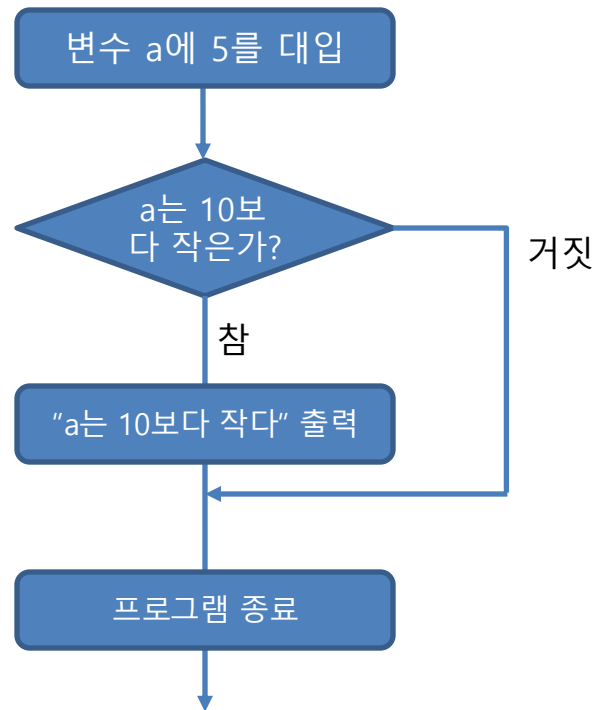 변수 a에 5를 대입
a는 10보
다 작은가?
거짓
참
“a는 10보다 작다” 출력
프로그램 종료